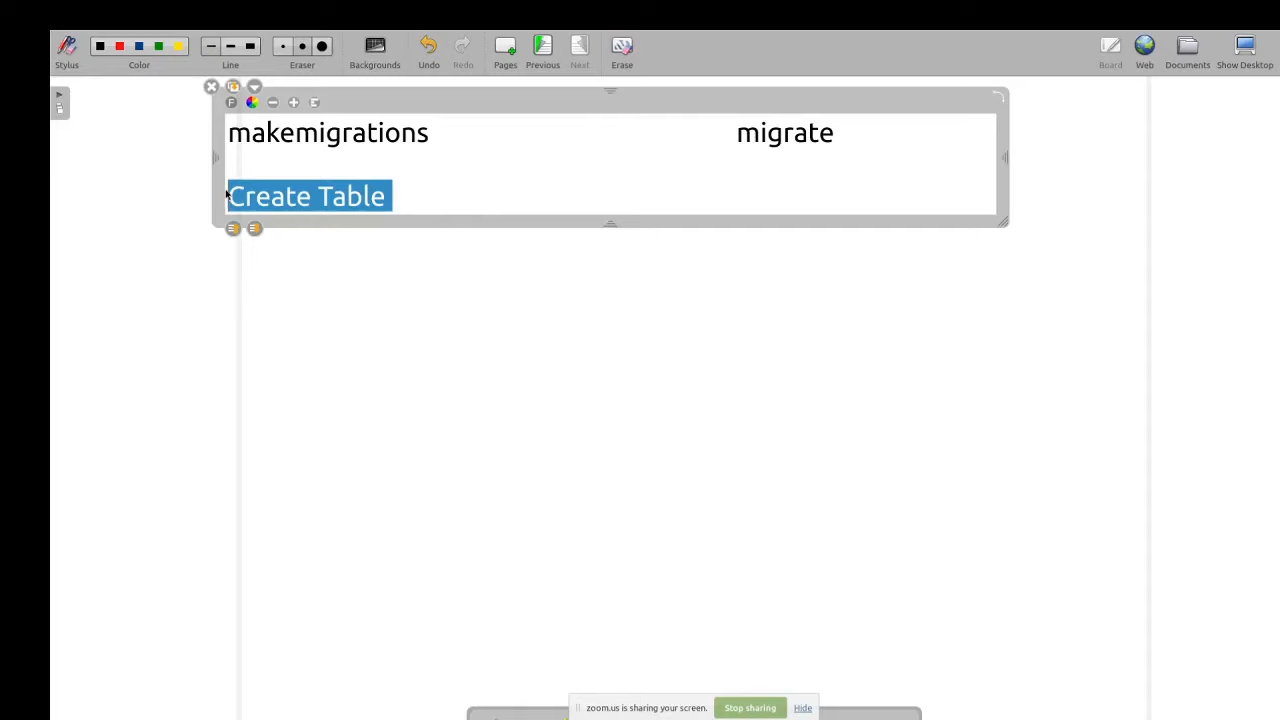 Stylus Color Line Eraser Backgrounds Undo Redo Pages Previous Next Erase Board Web Documents Show Desktop
F
makemigrations migrate
Create Table
zoom.us is sharing your screen. Stop sharing Hide